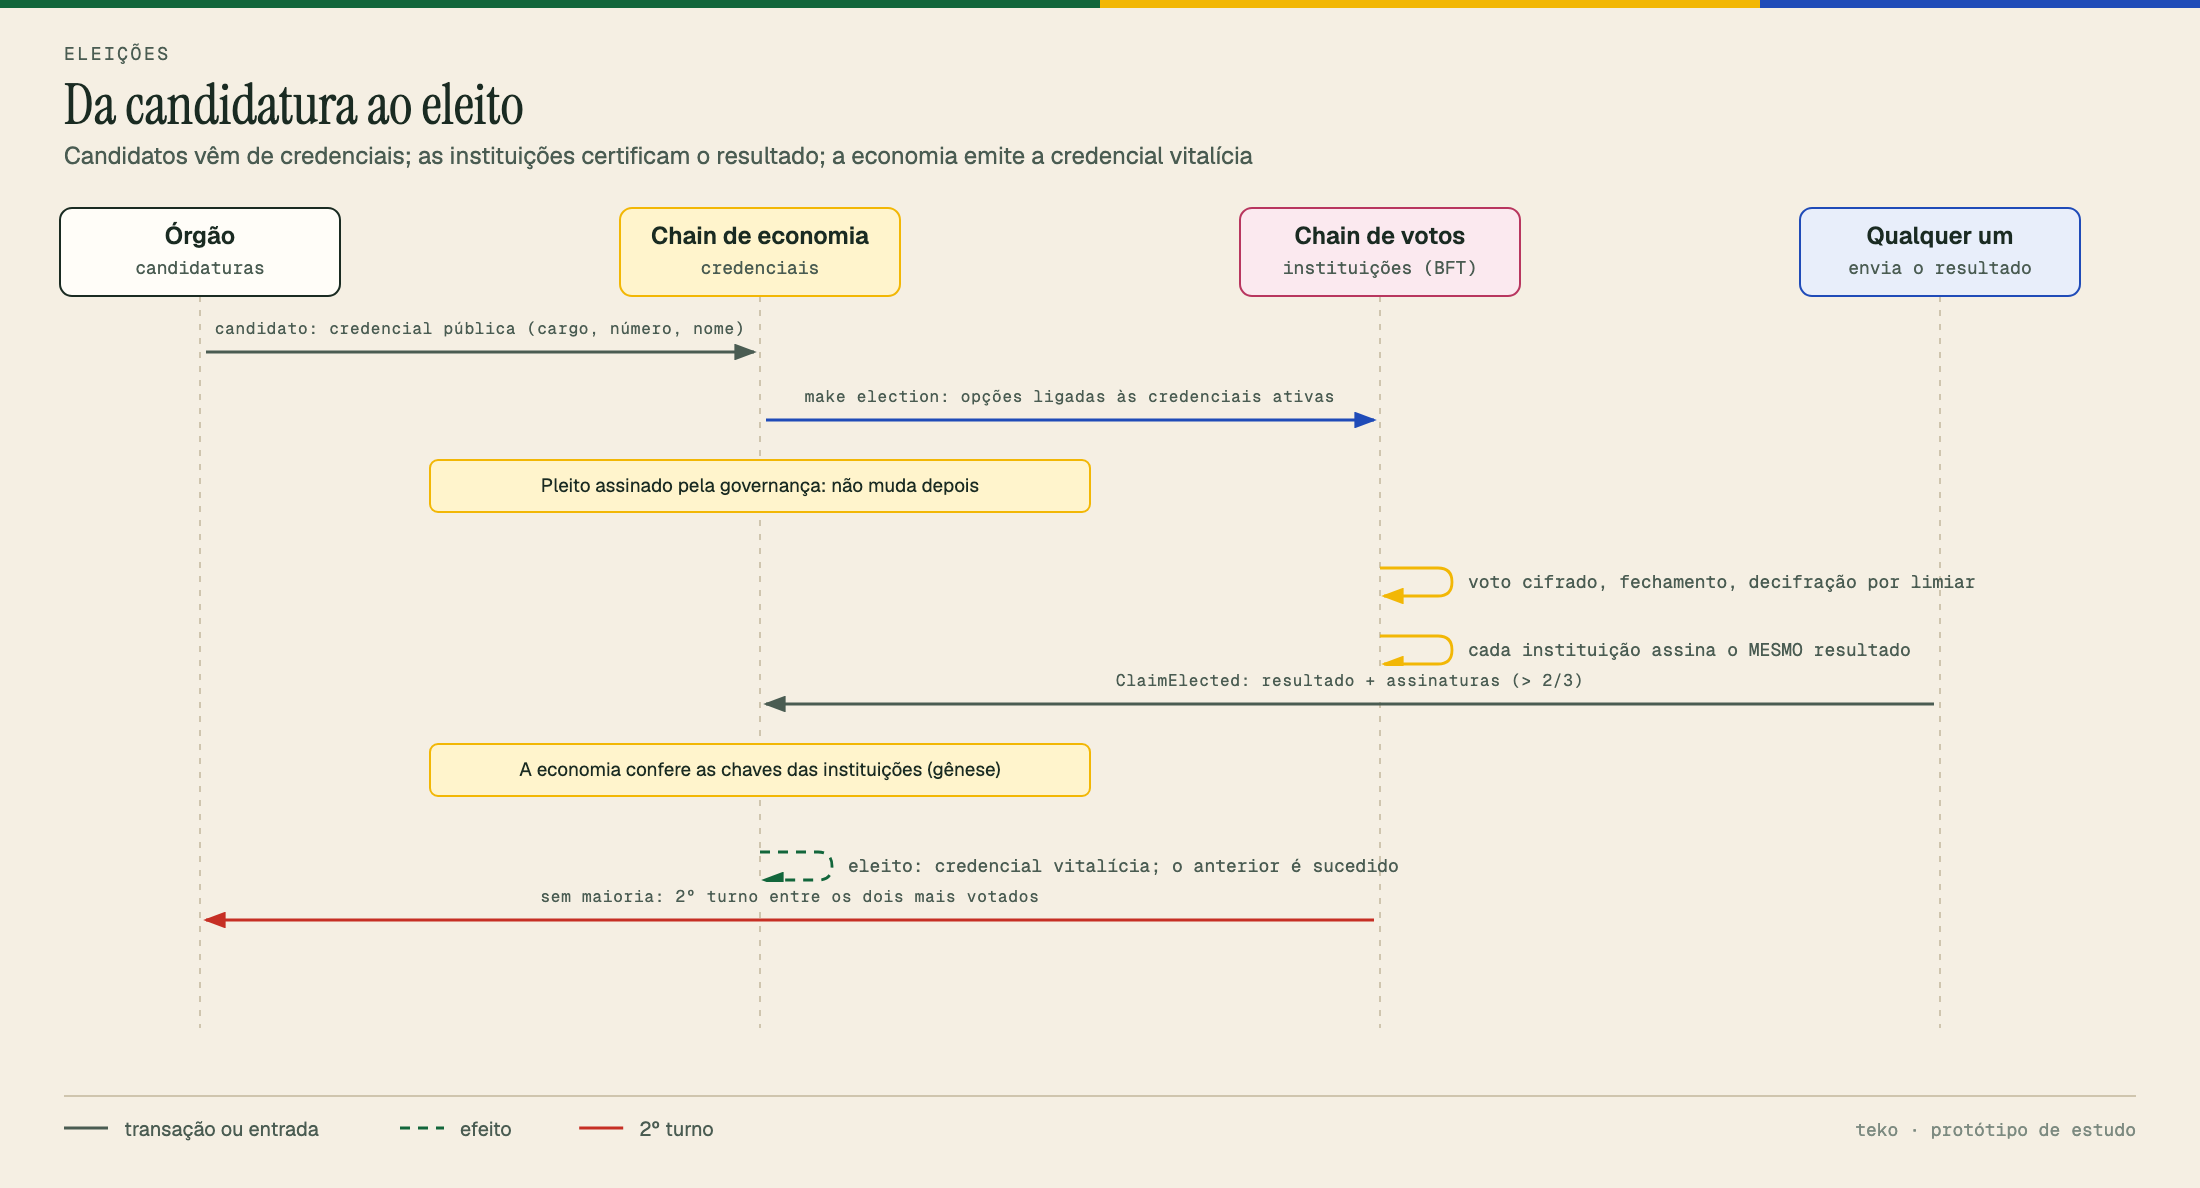 ELEIÇÕES
Da candidatura ao eleito
Candidatos vêm de credenciais; as instituições certificam o resultado; a economia emite a credencial vitalícia
Órgão
candidaturas
Chain de economia
credenciais
Chain de votos
instituições (BFT)
Qualquer um
envia o resultado
candidato: credencial pública (cargo, número, nome)
make election: opções ligadas às credenciais ativas
Pleito assinado pela governança: não muda depois
voto cifrado, fechamento, decifração por limiar
cada instituição assina o MESMO resultado
ClaimElected: resultado + assinaturas (> 2/3)
A economia confere as chaves das instituições (gênese)
eleito: credencial vitalícia; o anterior é sucedido
sem maioria: 2º turno entre os dois mais votados
transação ou entrada
efeito
2º turno
teko · protótipo de estudo